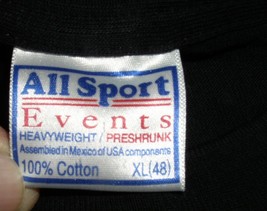 All Sport
Events
HEAVYWEIGHT / PRESHRUNK
Assembled in Mexico of USA components
100% Cotton XL (48)